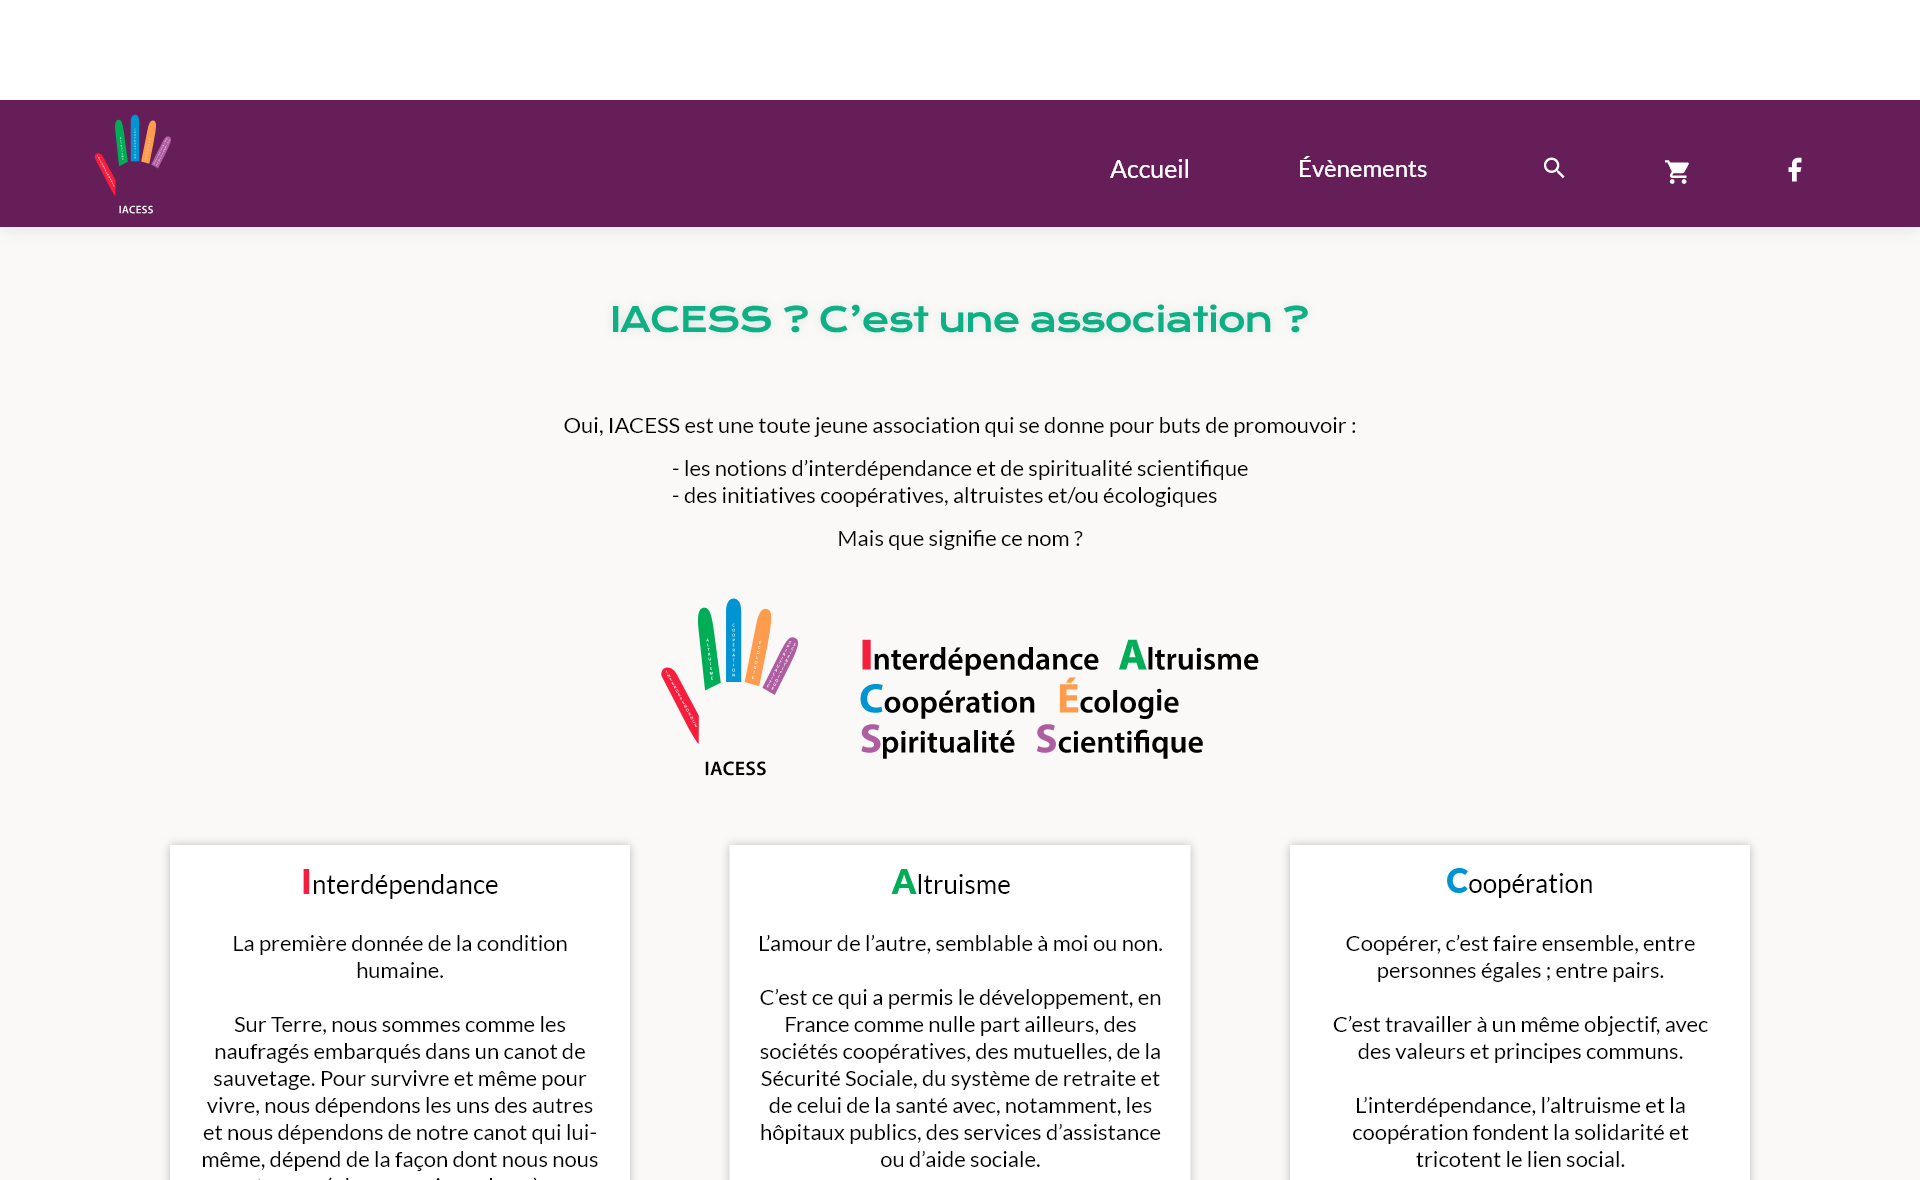 IACESS
Accueil
Évènements
IACESS ? C’est une association ?
Oui, IACESS est une toute jeune association qui se donne pour buts de promouvoir :
- les notions d’interdépendance et de spiritualité scientifique
- des initiatives coopératives, altruistes et/ou écologiques
Mais que signifie ce nom ?
ALTRUISME
COOPÉRATION
IACESS
Interdépendance Altruisme
Coopération Écologie
Spiritualité Scientifique
Interdépendance
La première donnée de la condition
humaine.
Sur Terre, nous sommes comme les
naufragés embarqués dans un canot de
sauvetage. Pour survivre et même pour
vivre, nous dépendons les uns des autres
et nous dépendons de notre canot qui lui-
même, dépend de la façon dont nous nous
Altruisme
L’amour de l’autre, semblable à moi ou non.
C’est ce qui a permis le développement, en
France comme nulle part ailleurs, des
sociétés coopératives, des mutuelles, de la
Sécurité Sociale, du système de retraite et
de celui de la santé avec, notamment, les
hôpitaux publics, des services d’assistance
ou d’aide sociale.
Coopération
Coopérer, c’est faire ensemble, entre
personnes égales ; entre pairs.
C’est travailler à un même objectif, avec
des valeurs et principes communs.
L’interdépendance, l’altruisme et la
coopération fondent la solidarité et
tricotent le lien social.